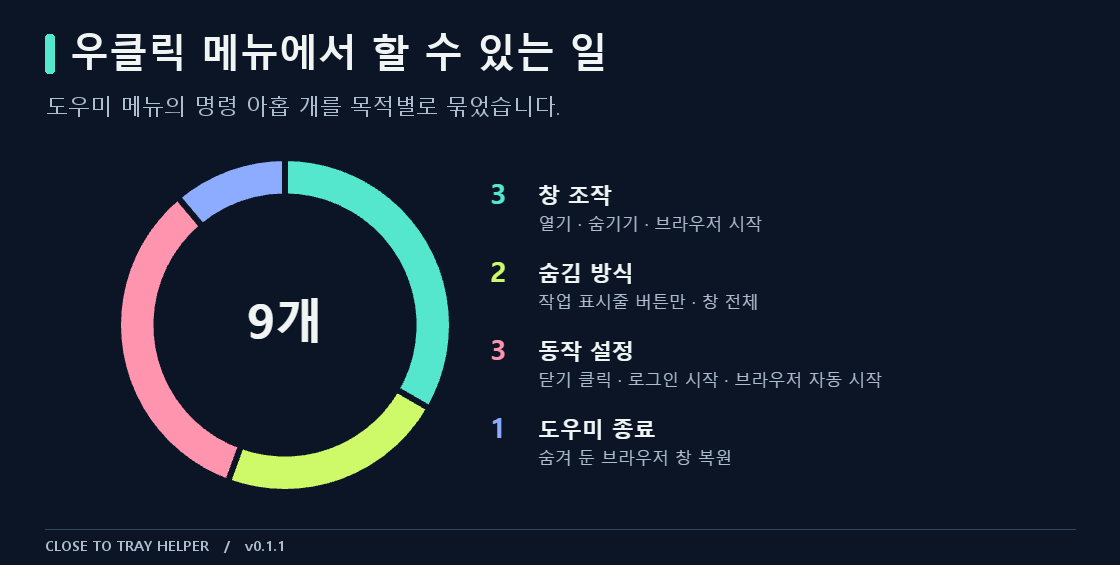 우클릭 메뉴에서 할 수 있는 일
도우미 메뉴의 명령 아홉 개를 목적별로 묶었습니다.
9개
3 창 조작
열기 · 숨기기 · 브라우저 시작
2 숨김 방식
작업 표시줄 버튼만 · 창 전체
3 동작 설정
닫기 클릭 · 로그인 시작 · 브라우저 자동 시작
1 도우미 종료
숨겨 둔 브라우저 창 복원
CLOSE TO TRAY HELPER / v0.1.1